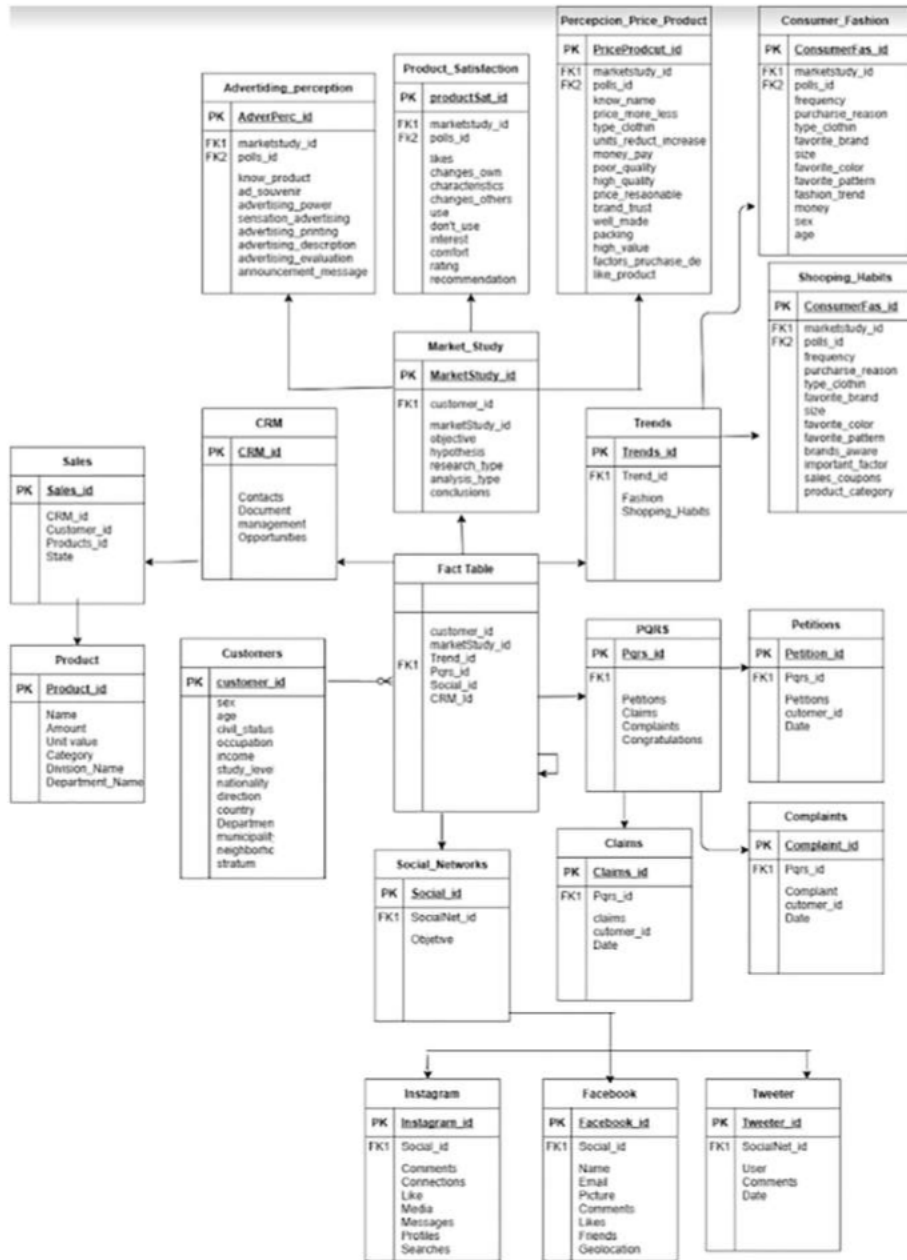 Percepcion_Price_Product
PK PriceProdcut_id
FK1 marketstudy_id
FK2 polls_id
know_name
price_more_less
type_clothin
units_reduct_increase
money_pay
poor_quality
high_quality
price_resaonable
brand_trust
well_made
packing
high_value
factors_pruchase_de
like_product
Consumer_Fashion
PK ConsumerFas_id
FK1 marketstudy_id
FK2 polls_id
frequency
purcharse_reason
type_clothin
favorite_brand
size
favorite_color
favorite_pattern
fashion_trend
money
sex
age
Product_Satisfaction
PK productSat_id
FK1 marketstudy_id
Fk2 polls_id
likes
changes_own
characteristics
changes_others
use
don't_use
interest
comfort
rating
recommendation
Advertiding_perception
PK AdverPerc_id
FK1 marketstudy_id
FK2 polls_id
know_product
ad_souvenir
advertising_power
sensation_advertising
advertising_printing
advertising_description
advertising_evaluation
announcement_message
Shooping_Habits
PK ConsumerFas_id
FK1 marketstudy_id
FK2 polls_id
frequency
purcharse_reason
type_clothin
favorite_brand
size
favorite_color
favorite_pattern
brands_aware
important_factor
sales_coupons
product_category
Market_Study
PK MarketStudy_id
FK1 customer_id
marketStudy_id
objective
hypothesis
research_type
analysis_type
conclusions
CRM
PK CRM_id
Contacts
Document
management
Opportunities
Trends
PK Trends_id
FK1 Trend_id
Fashion
Shopping_Habits
Sales
PK Sales_id
CRM_id
Customer_id
Products_id
State
Fact Table
customer_id
marketStudy_id
FK1 Trend_id
Pqrs_id
Social_id
CRM_Id
PQRS
PK Pqrs_id
FK1
Petitions
Claims
Complaints
Congratulations
Petitions
PK Petition_id
FK1 Pqrs_id
Petitions
cutomer_id
Date
Customers
PK customer_id
sex
age
civil_status
occupation
income
study_level
nationality
direction
country
Departmen
municipality
neighborhc
stratum
Product
PK Product_id
Name
Amount
Unit value
Category
Division_Name
Department_Name
Complaints
PK Complaint_id
FK1 Pqrs_id
Complaint
cutomer_id
Date
Claims
PK Claims_id
FK1 Pqrs_id
claims
cutomer_id
Date
Social_Networks
PK Social_id
FK1 SocialNet_id
Objetive
Instagram
PK Instagram_id
FK1 Social_id
Comments
Connections
Like
Media
Messages
Profiles
Searches
Facebook
PK Facebook_id
FK1 Social_id
Name
Email
Picture
Comments
Likes
Friends
Geolocation
Tweeter
PK Tweeter_id
FK1 SocialNet_id
User
Comments
Date